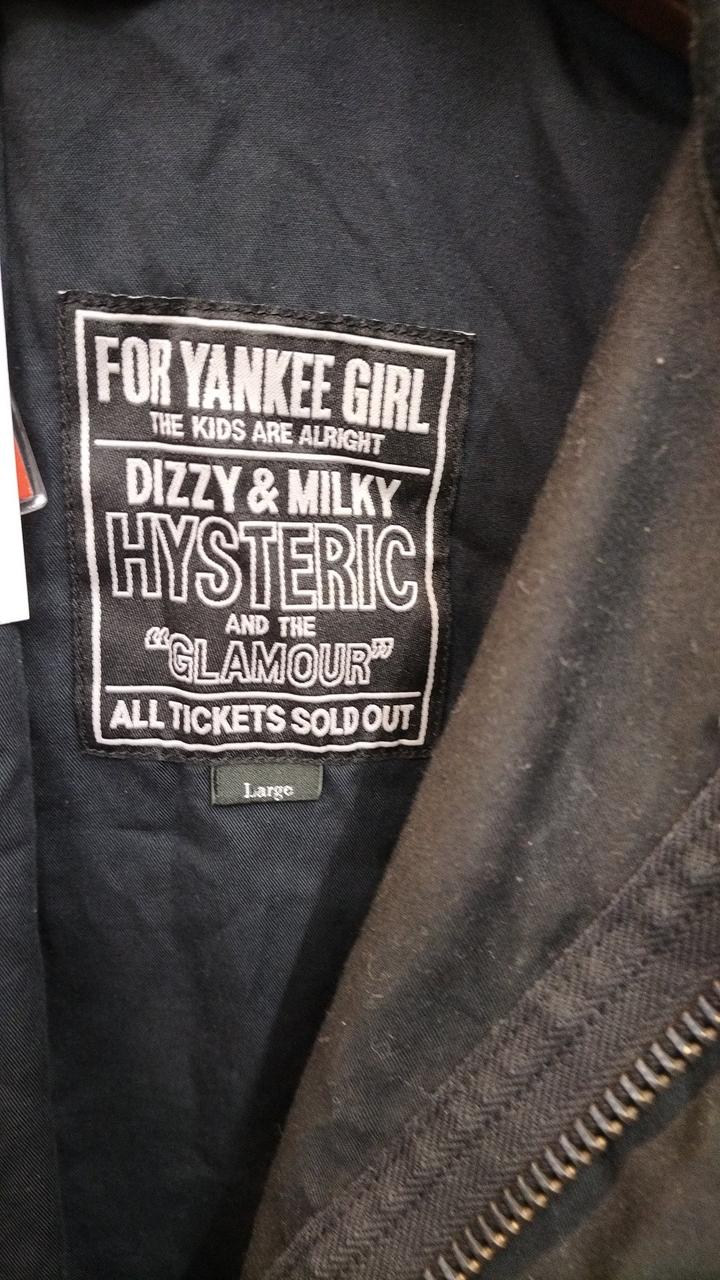 FOR YANKEE GIRL
THE KIDS ARE ALRIGHT
DIZZY & MILKY
HYSTERIC
AND THE
“GLAMOUR”
ALL TICKETS SOLD OUT
Large